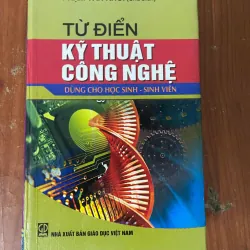 TỪ ĐIỂN
KỸ THUẬT
CÔNG NGHỆ
DÙNG CHO HỌC SINH - SINH VIÊN
NHÀ XUẤT BẢN GIÁO DỤC VIỆT NAM